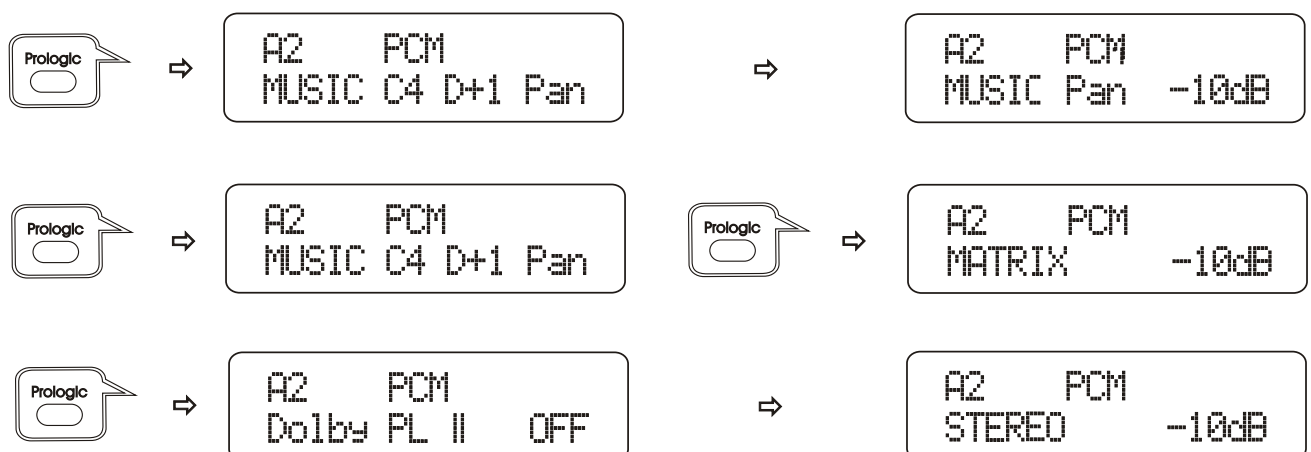 Prologic
A2 PCM
MUSIC C4 D+1 Pan
A2 PCM
MUSIC Pan -10dB
Prologic
A2 PCM
MUSIC C4 D+1 Pan
Prologic
A2 PCM
MATRIX -10dB
Prologic
A2 PCM
Dolby PL II OFF
A2 PCM
STEREO -10dB